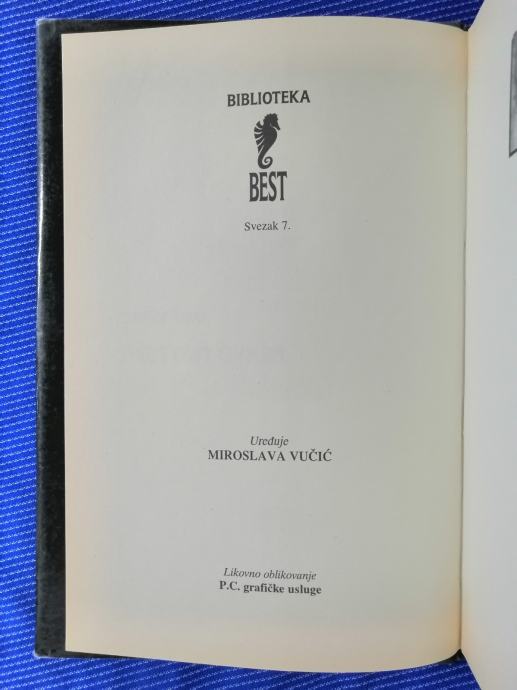 BIBLIOTEKA
BEST
Svezak 7.
Uređuje
MIROSLAVA VUČIĆ
Likovno oblikovanje
P.C. grafičke usluge